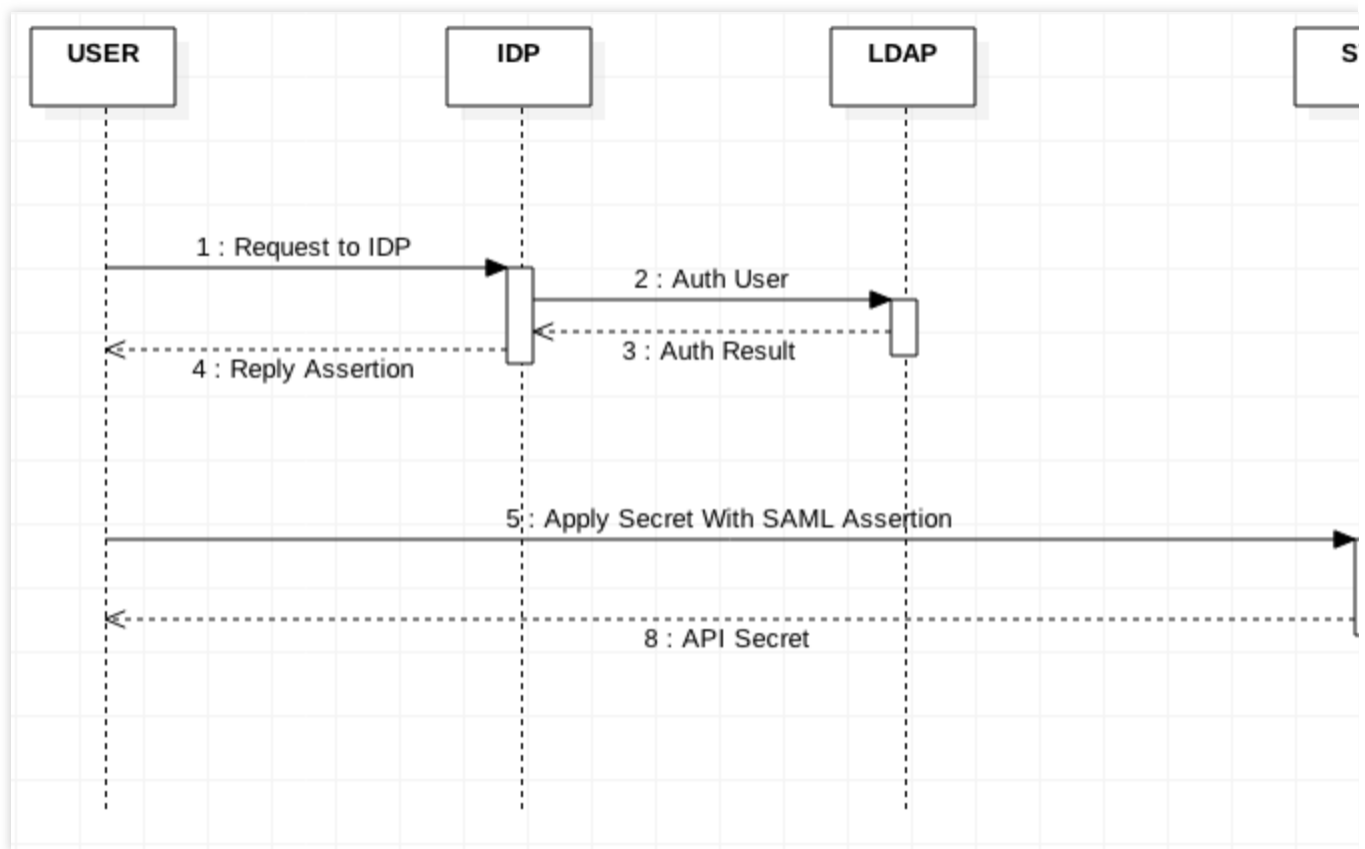 USER
IDP
LDAP
1 : Request to IDP
2 : Auth User
3 : Auth Result
4 : Reply Assertion
5 : Apply Secret With SAML Assertion
8 : API Secret